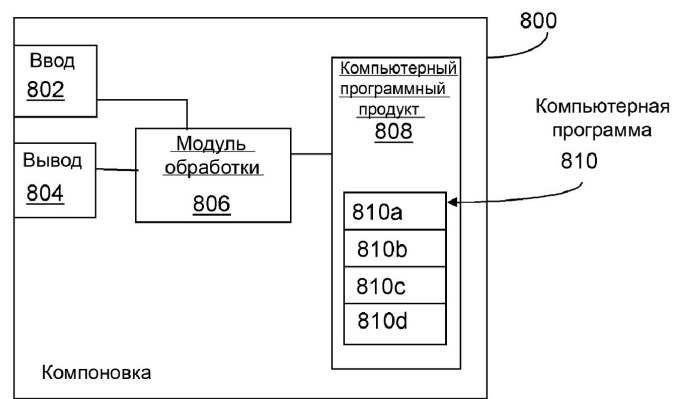 800
Ввод
802
Вывод
804
Модуль
обработки
806
Компьютерный
программный
продукт
808
810a
810b
810c
810d
Компьютерная
программа
810
Компоновка